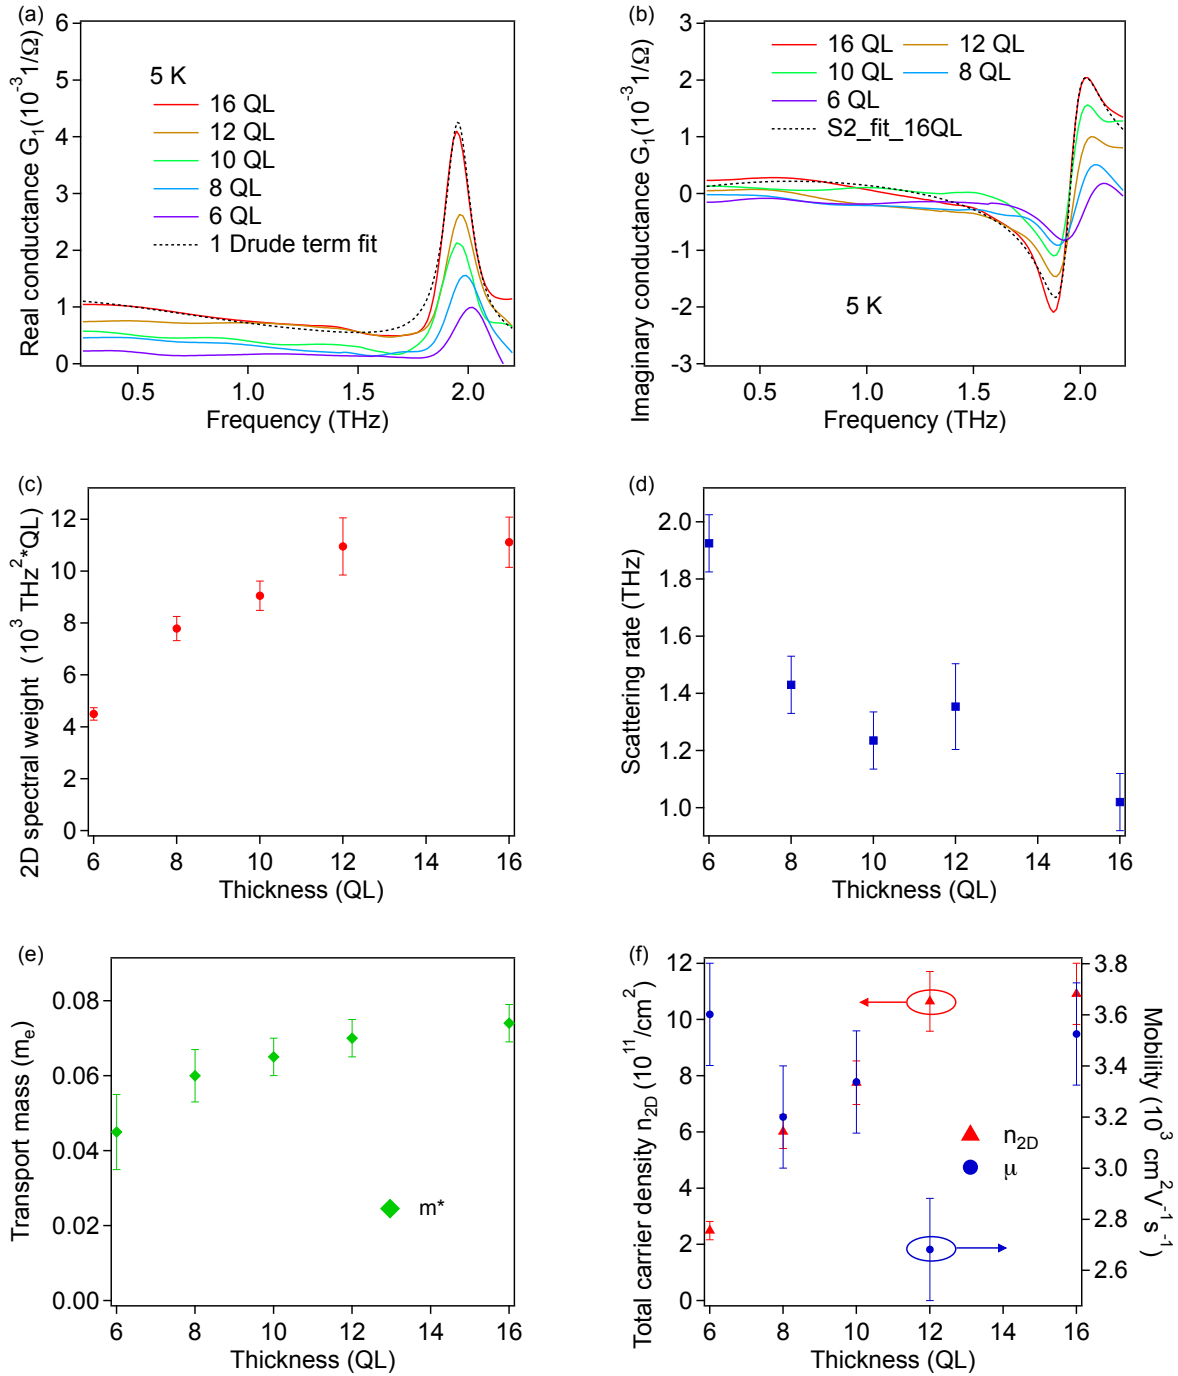 (a)
Real conductance G₁(10⁻³1/Ω)
6
5
4
3
2
1
0
5 K
16 QL
12 QL
10 QL
8 QL
6 QL
1 Drude term fit
0.5 1.0 1.5 2.0
Frequency (THz)
(b)
Imaginary conductance G₁(10⁻³1/Ω)
3
2
1
0
-1
-2
-3
16 QL 12 QL
10 QL 8 QL
6 QL
S2_fit_16QL
5 K
0.5 1.0 1.5 2.0
Frequency (THz)
(c)
2D spectral weight (10³ THz²*QL)
12
10
8
6
4
2
0
6 8 10 12 14 16
Thickness (QL)
(d)
Scattering rate (THz)
2.0
1.8
1.6
1.4
1.2
1.0
6 8 10 12 14 16
Thickness (QL)
(e)
Transport mass (mₑ)
0.08
0.06
0.04
0.02
0.00
m*
6 8 10 12 14 16
Thickness (QL)
(f)
Total carrier density n₂D (10¹¹/cm²)
12
10
8
6
4
2
0
n₂D
μ
3.8
3.6
3.4
3.2
3.0
2.8
2.6
Mobility (10³ cm²V⁻¹s⁻¹)
6 8 10 12 14 16
Thickness (QL)